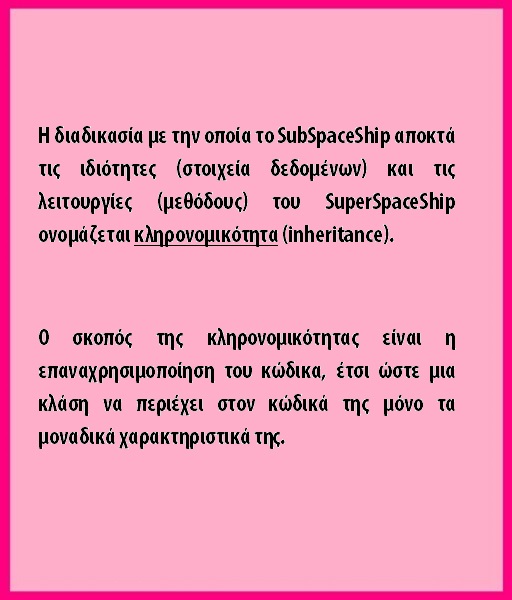 Η διαδικασία με την οποία το SubSpaceShip αποκτά
τις ιδιότητες (στοιχεία δεδομένων) και τις
λειτουργίες (μεθόδους) του SuperSpaceShip
ονομάζεται κληρονομικότητα (inheritance).
Ο σκοπός της κληρονομικότητας είναι η
επαναχρησιμοποίηση του κώδικα, έτσι ώστε μια
κλάση να περιέχει στον κώδικά της μόνο τα
μοναδικά χαρακτηριστικά της.